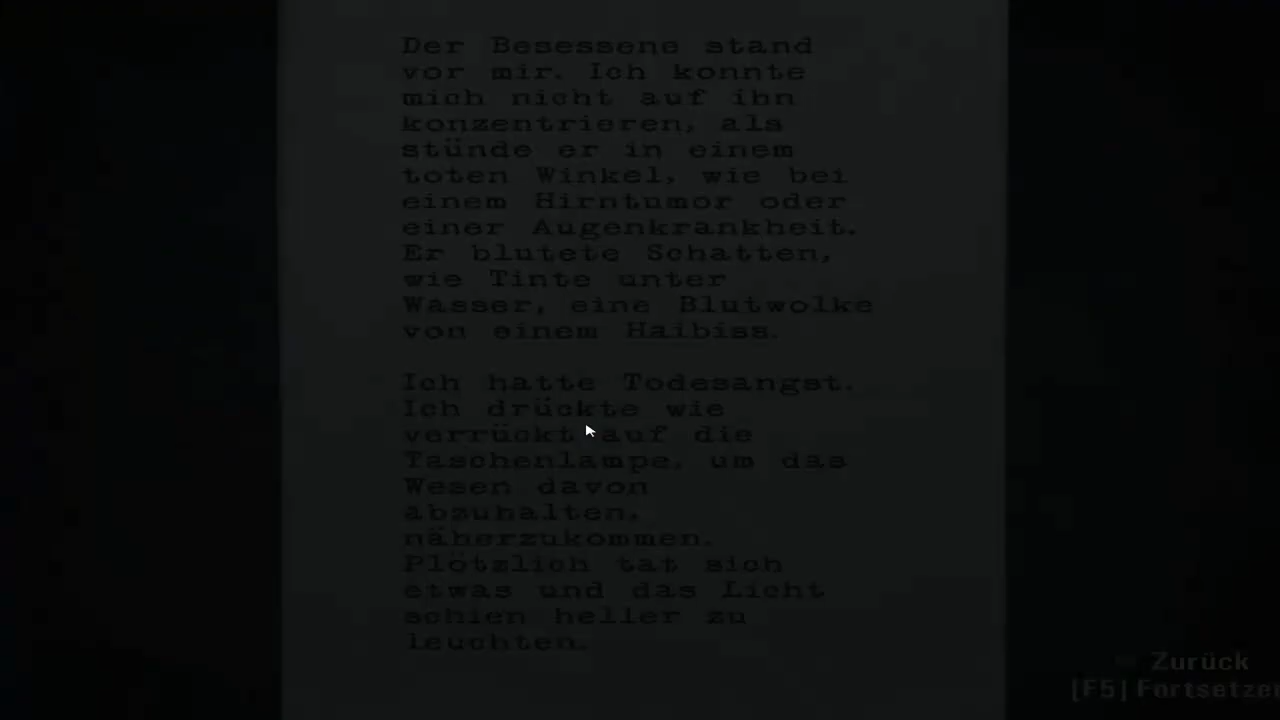 Der Besessene stand
vor mir. Ich konnte
mich nicht auf ihn
konzentrieren, als
stünde er in einem
toten Winkel, wie bei
einem Hirntumor oder
einer Augenkrankheit.
Er blutete Schatten,
wie Tinte unter
Wasser, eine Blutwolke
von einem Haibiss.
Ich hatte Todesangst.
Ich drückte wie
verrückt auf die
Taschenlampe, um das
Wesen davon
abzuhalten,
näherzukommen.
Plötzlich tat sich
etwas und das Licht
schien heller zu
leuchten.
Zurück
[F5] Fortsetzen